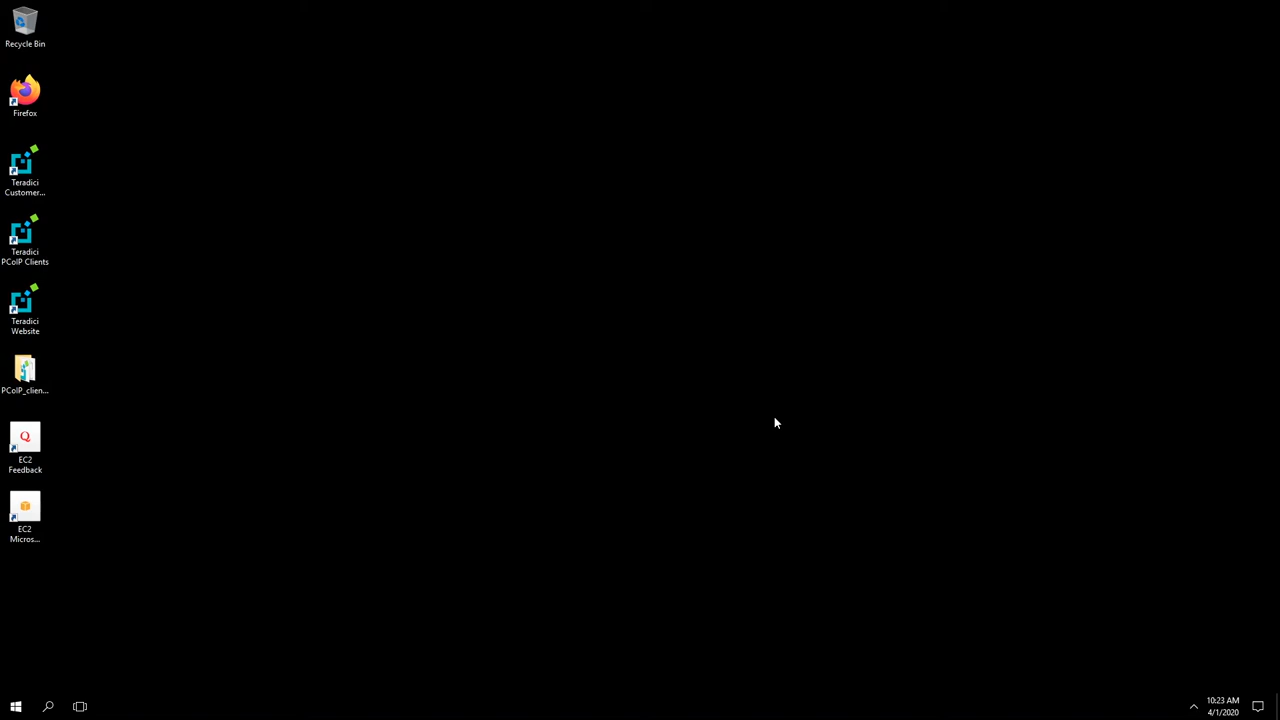 Recycle Bin
Firefox
Teradici
Customer...
Teradici
PCoIP Clients
Teradici
Website
PCoIP_clien...
Q
EC2
Feedback
EC2
Micros...
10:23 AM
4/1/2020